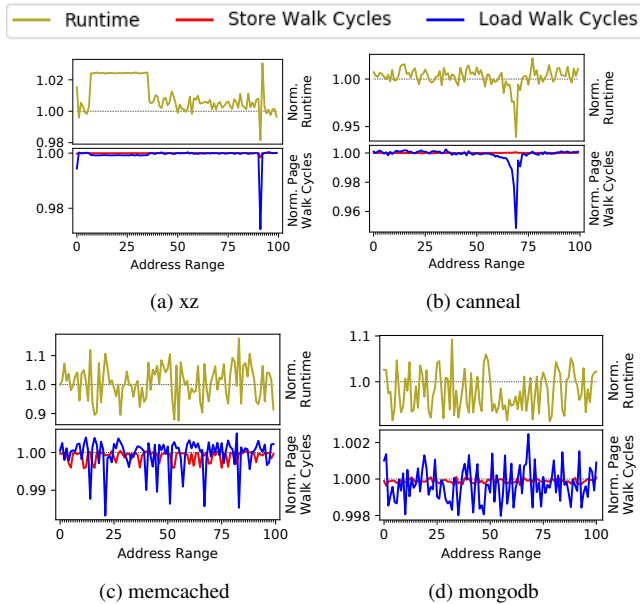 Runtime Store Walk Cycles Load Walk Cycles
1.02
1.00
0.98
Norm.
Runtime
1.00
0.98
Norm. Page
Walk Cycles
0 25 50 75 100
Address Range
(a) xz
1.00
0.95
Norm.
Runtime
1.00
0.98
0.96
Norm. Page
Walk Cycles
0 25 50 75 100
Address Range
(b) canneal
1.1
1.0
0.9
Norm.
Runtime
1.00
0.99
Norm. Page
Walk Cycles
0 25 50 75 100
Address Range
(c) memcached
1.1
1.0
Norm.
Runtime
1.002
1.000
0.998
Norm. Page
Walk Cycles
0 25 50 75 100
Address Range
(d) mongodb